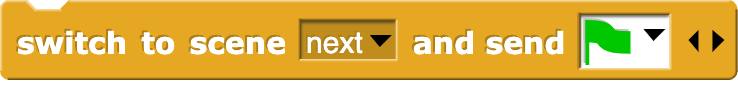 switch to scene next and send